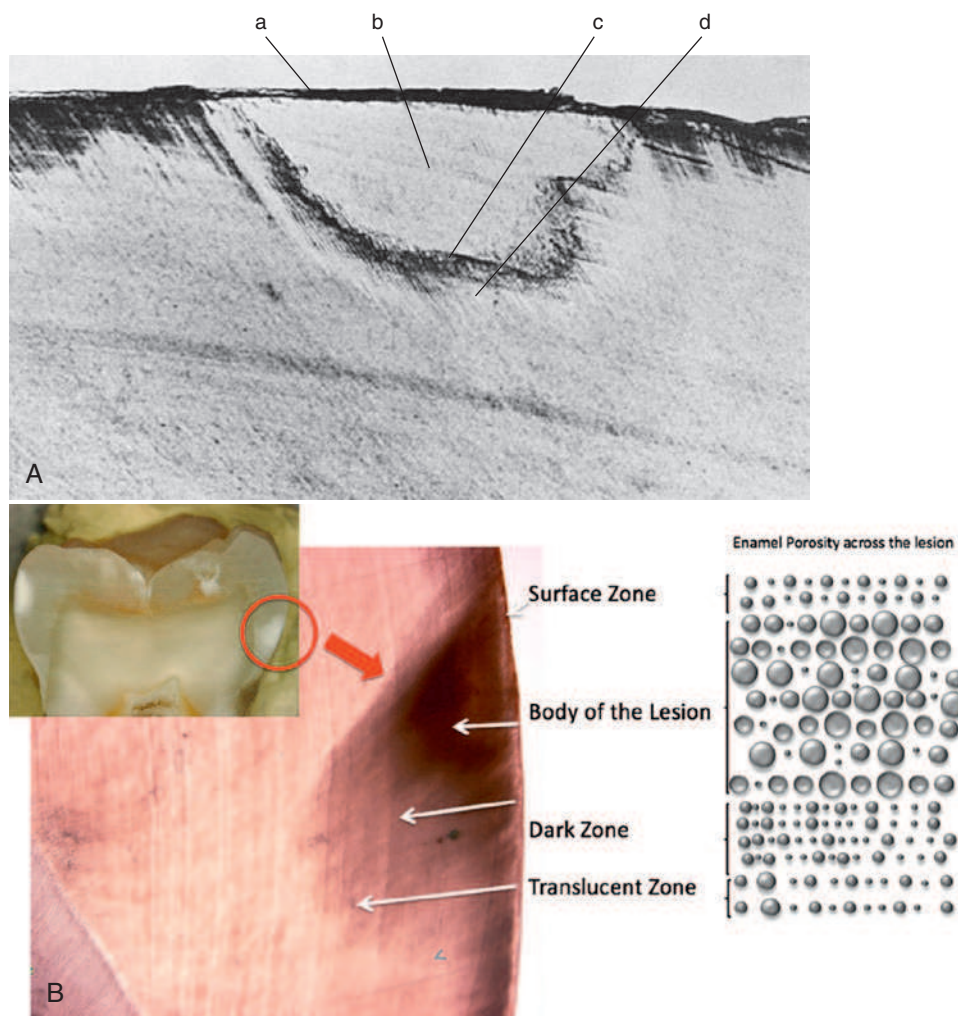 a b c d
A
Enamel Porosity across the lesion
Surface Zone
Body of the Lesion
Dark Zone
Translucent Zone
B